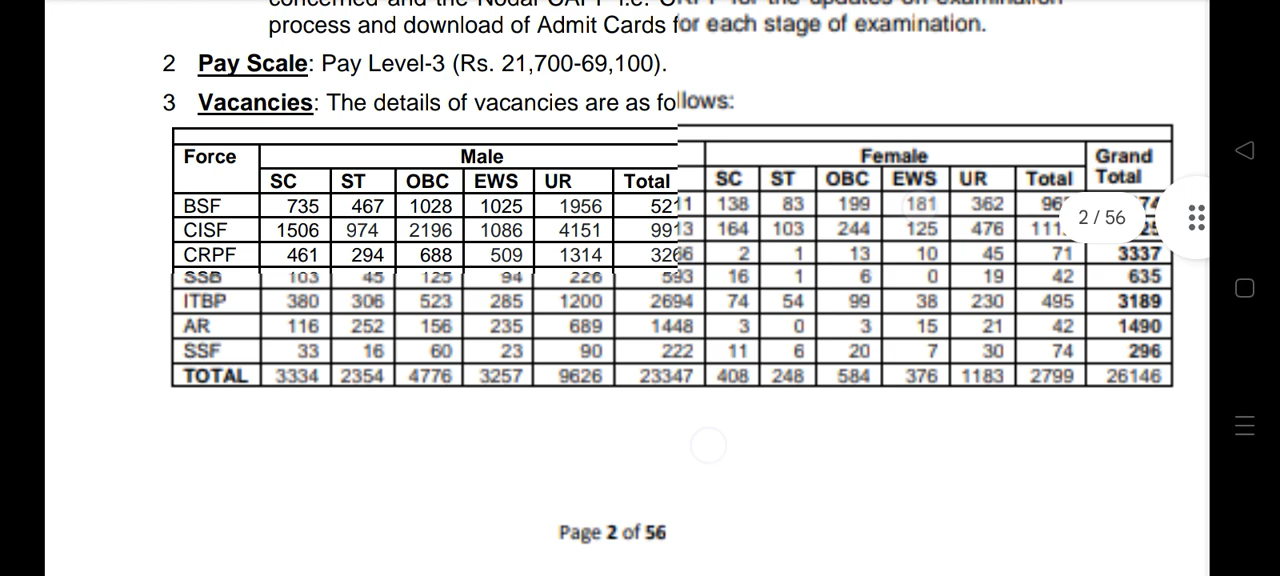 process and download of Admit Cards for each stage of examination.
2 Pay Scale: Pay Level-3 (Rs. 21,700-69,100).
3 Vacancies: The details of vacancies are as follows:
Force Male Female Grand Total
SC ST OBC EWS UR Total SC ST OBC EWS UR Total
BSF 735 467 1028 1025 1956 5211 138 83 199 181 362
CISF 1506 974 2196 1086 4151 9913 164 103 244 125 476
CRPF 461 294 688 509 1314 3266 2 1 13 10 45 71 3337
SSB 103 45 125 94 226 593 16 1 6 0 19 42 635
ITBP 380 306 523 285 1200 2694 74 54 99 38 230 495 3189
AR 116 252 156 235 689 1448 3 0 3 15 21 42 1490
SSF 33 16 60 23 90 222 11 6 20 7 30 74 296
TOTAL 3334 2354 4776 3257 9626 23347 408 248 584 376 1183 2799 26146
2 / 56
Page 2 of 56